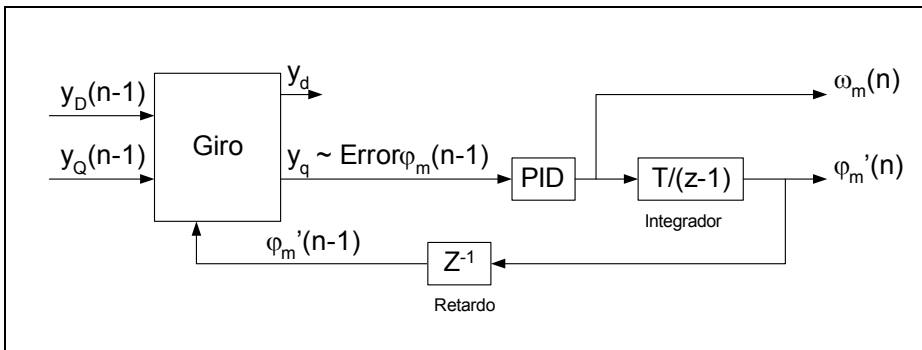 y_D(n-1)
y_Q(n-1)
Giro
y_d
y_q ~ Errorφ_m(n-1)
PID
T/(z-1)
Integrador
ω_m(n)
φ_m'(n)
φ_m'(n-1)
Z⁻¹
Retardo